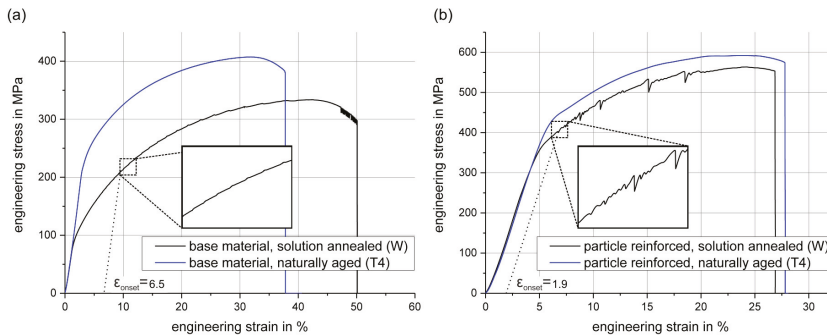 (a)
engineering stress in MPa
400
300
200
100
0
0 10 20 30 40 50 60
engineering strain in %
base material, solution annealed (W)
base material, naturally aged (T4)
εonset=6.5
(b)
engineering stress in MPa
600
500
400
300
200
100
0
0 5 10 15 20 25 30
engineering strain in %
particle reinforced, solution annealed (W)
particle reinforced, naturally aged (T4)
εonset=1.9